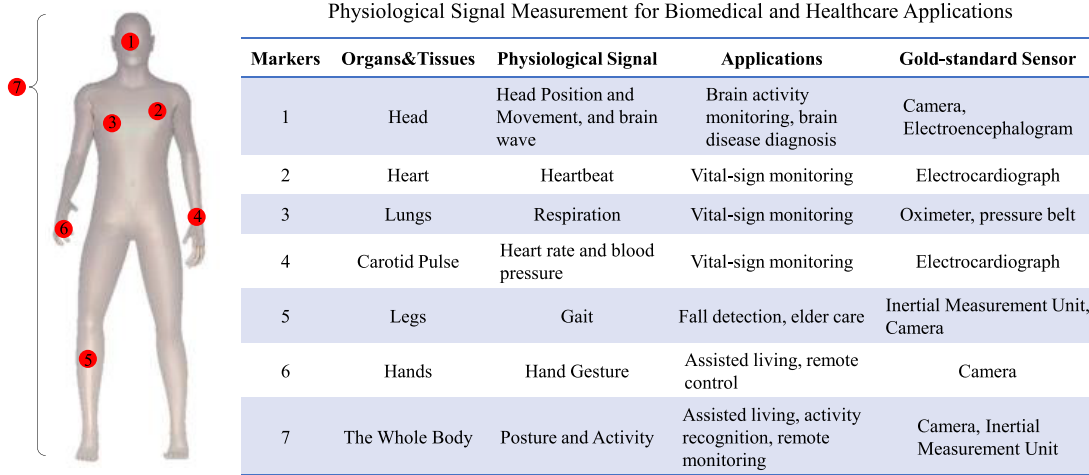 Physiological Signal Measurement for Biomedical and Healthcare Applications
Markers Organs&Tissues Physiological Signal Applications Gold-standard Sensor
1 Head Head Position and Movement, and brain wave Brain activity monitoring, brain disease diagnosis Camera, Electroencephalogram
2 Heart Heartbeat Vital-sign monitoring Electrocardiograph
3 Lungs Respiration Vital-sign monitoring Oximeter, pressure belt
4 Carotid Pulse Heart rate and blood pressure Vital-sign monitoring Electrocardiograph
5 Legs Gait Fall detection, elder care Inertial Measurement Unit, Camera
6 Hands Hand Gesture Assisted living, remote control Camera
7 The Whole Body Posture and Activity Assisted living, activity recognition, remote monitoring Camera, Inertial Measurement Unit
1
7
2
3
4
6
5